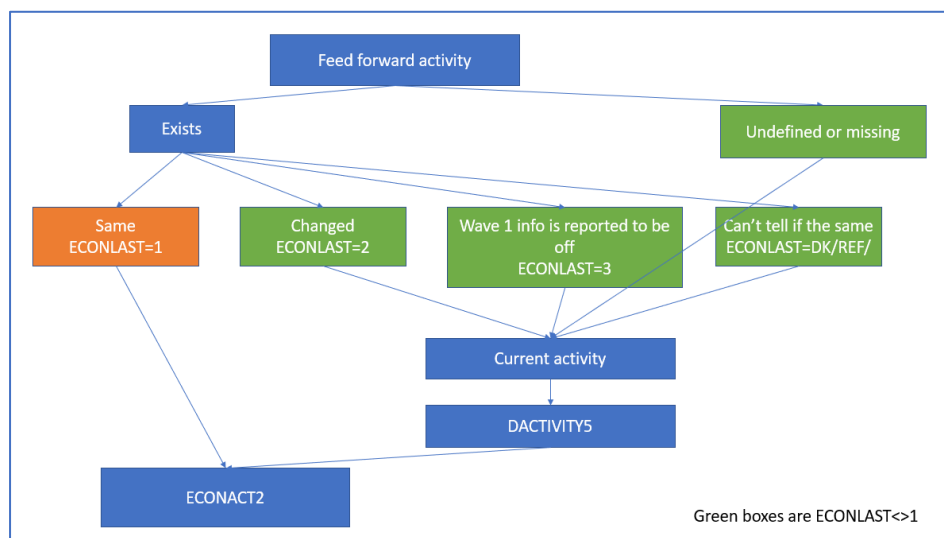 Feed forward activity
Exists
Undefined or missing
Same
ECONLAST=1
Changed
ECONLAST=2
Wave 1 info is reported to be
off
ECONLAST=3
Can't tell if the same
ECONLAST=DK/REF/
Current activity
DACTIVITY5
ECONACT2
Green boxes are ECONLAST<>1